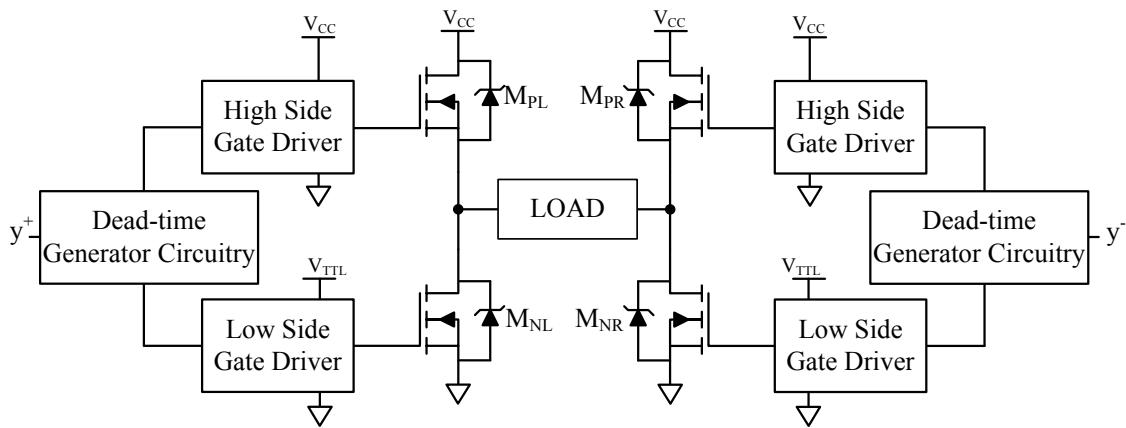 V_CC V_CC V_CC V_CC
High Side
Gate Driver
M_PL
M_PR
High Side
Gate Driver
y^+
Dead-time
Generator Circuitry
LOAD
Dead-time
Generator Circuitry
y^-
V_TTL
Low Side
Gate Driver
M_NL
M_NR
V_TTL
Low Side
Gate Driver